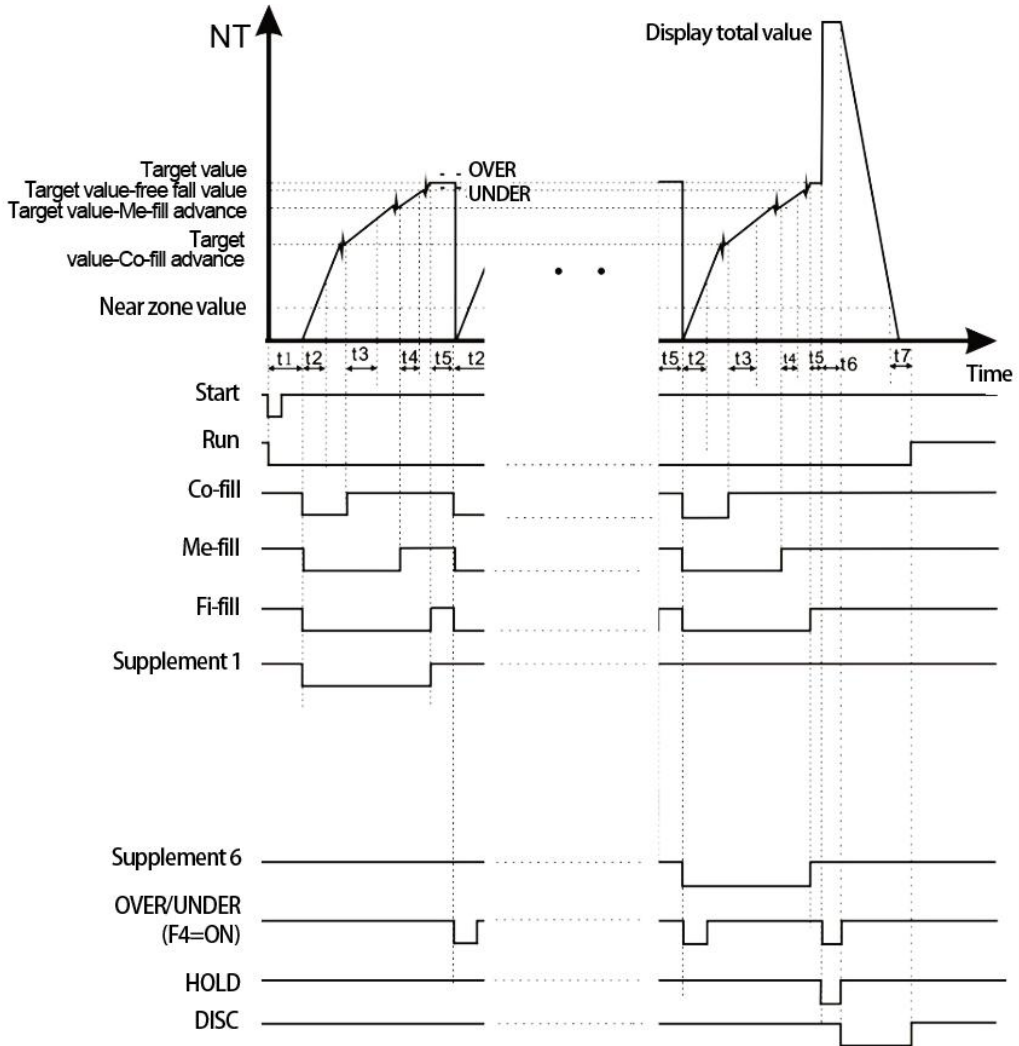 NT
Display total value
Target value
OVER
Target value-free fall value
UNDER
Target value-Me-fill advance
Target
value-Co-fill advance
Near zone value
t1 t2 t3 t4 t5 t2 t5 t2 t3 t4 t5 t6 t7
Time
Start
Run
Co-fill
Me-fill
Fi-fill
Supplement 1
Supplement 6
OVER/UNDER
(F4=ON)
HOLD
DISC